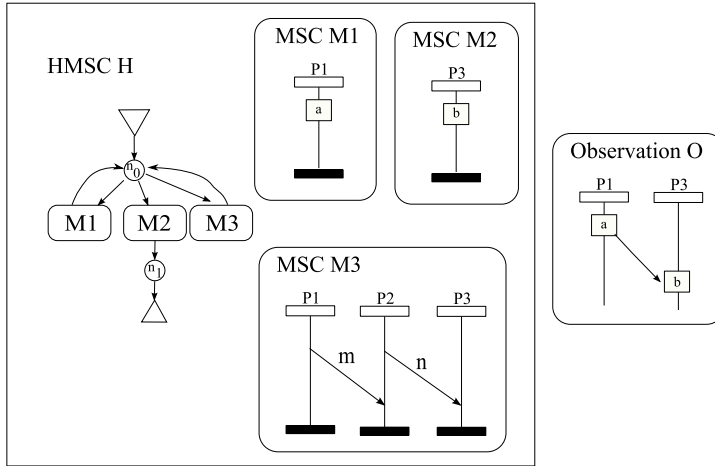 HMSC H
n0
M1 M2 M3
n1
MSC M1
P1
a
MSC M2
P3
b
MSC M3
P1 P2 P3
m n
Observation O
P1 P3
a
b